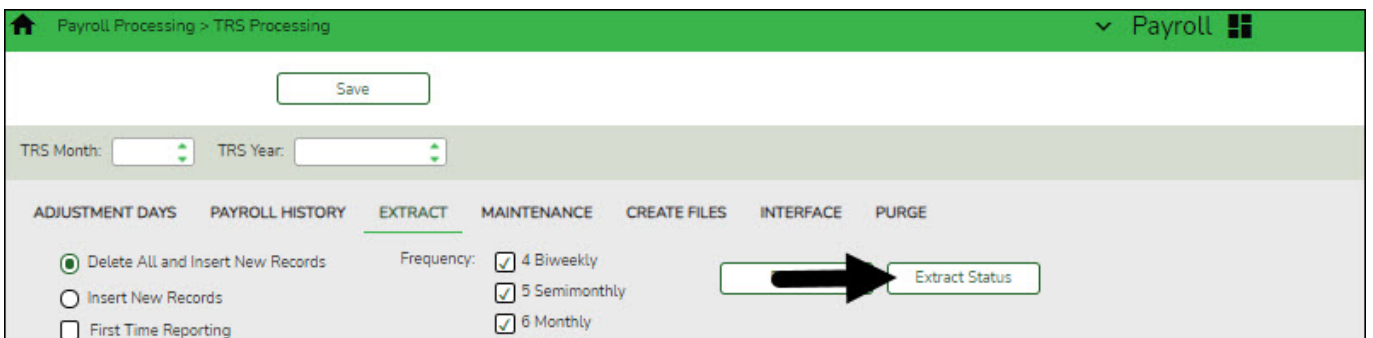 Payroll Processing > TRS Processing
Payroll
Save
TRS Month: TRS Year:
ADJUSTMENT DAYS PAYROLL HISTORY EXTRACT MAINTENANCE CREATE FILES INTERFACE PURGE
Delete All and Insert New Records Frequency: 4 Biweekly
Extract Status
Insert New Records 5 Semimonthly
First Time Reporting 6 Monthly